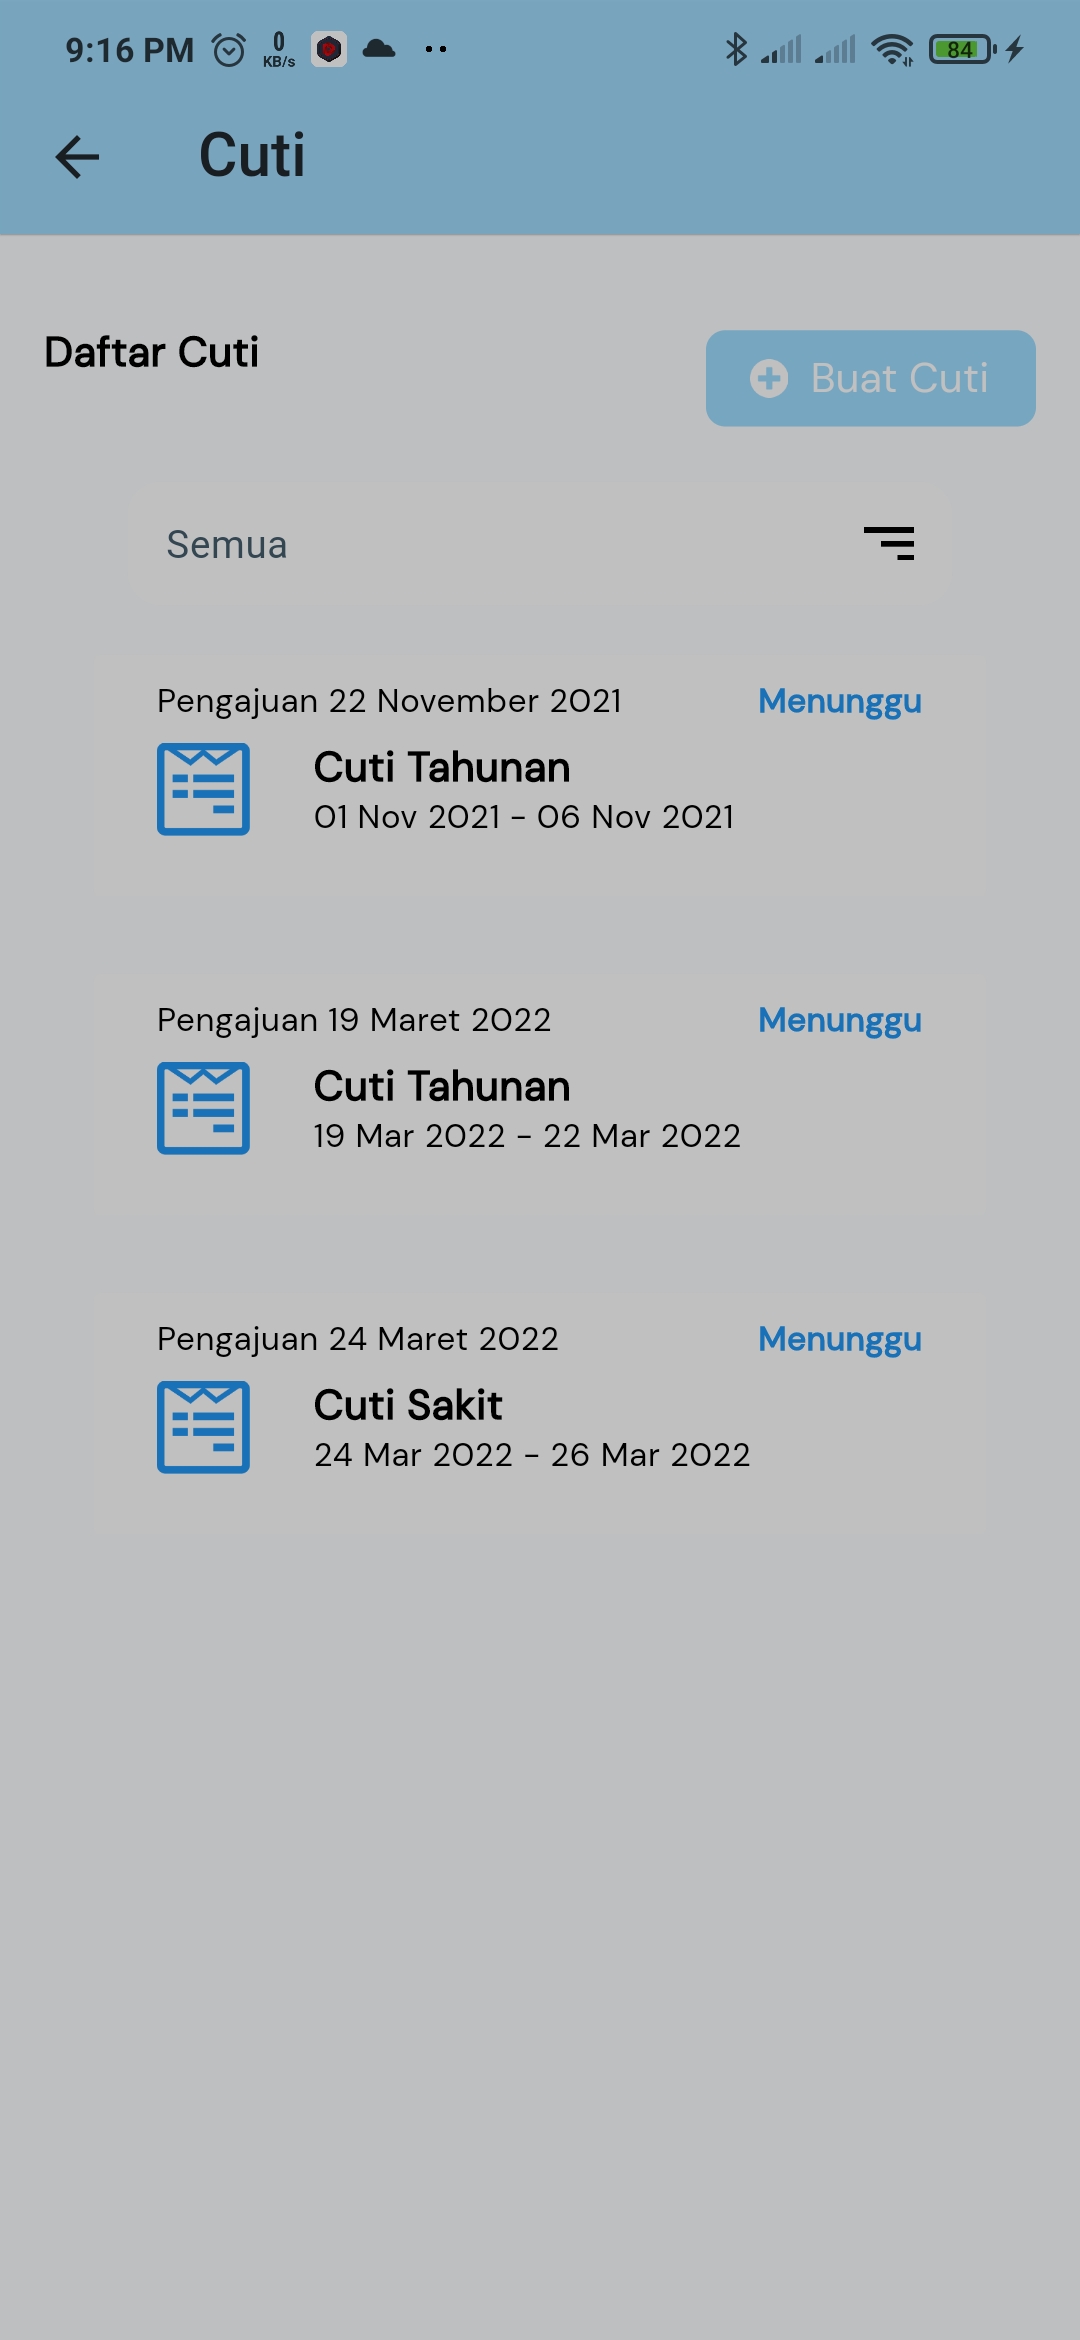 9:16 PM
0
KB/s
84
Cuti
Daftar Cuti
Buat Cuti
Semua
Pengajuan 22 November 2021
Menunggu
Cuti Tahunan
01 Nov 2021 - 06 Nov 2021
Pengajuan 19 Maret 2022
Menunggu
Cuti Tahunan
19 Mar 2022 - 22 Mar 2022
Pengajuan 24 Maret 2022
Menunggu
Cuti Sakit
24 Mar 2022 - 26 Mar 2022